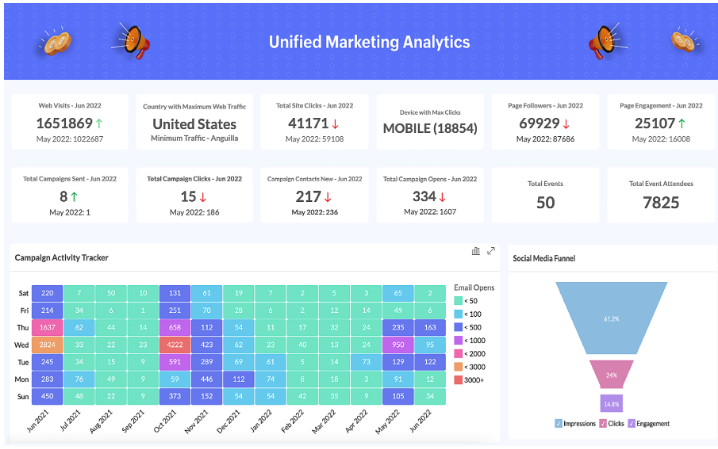 Unified Marketing Analytics
Web Visits - Jun 2022
1651869
May 2022: 1022687
Country with Maximum Web Traffic
United States
Minimum Traffic - Anguilla
Total Site Clicks - Jun 2022
41171
May 2022: 59108
Device with Max Clicks
MOBILE (18854)
Page Followers - Jun 2022
69929
May 2022: 87686
Page Engagement - Jun 2022
25107
May 2022: 16008
Total Campaigns Sent - Jun 2022
8
May 2022: 1
Total Campaign Clicks - Jun 2022
15
May 2022: 186
Campaign Contacts New - Jun 2022
217
May 2022: 236
Total Campaign Opens - Jun 2022
334
May 2022: 1607
Total Events
50
Total Event Attendees
7825
Campaign Activity Tracker
Sat 220 7 50 10 131 61 19 7 2 5 3 65 2
Fri 214 34 6 1 251 70 28 6 2 12 14 49 6
Thu 1637 62 44 14 658 112 54 11 17 32 24 235 163
Wed 2824 33 22 23 4222 423 62 23 40 13 24 950 95
Tue 245 34 15 9 591 289 69 61 5 14 73 129 122
Mon 283 76 49 9 59 446 112 74 8 18 3 91 12
Sun 450 48 22 9 373 152 54 54 42 35 6 105 34
Jun 2021 Jul 2021 Aug 2021 Sep 2021 Oct 2021 Nov 2021 Dec 2021 Jan 2022 Feb 2022 Mar 2022 Apr 2022 May 2022 Jun 2022
Email Opens
< 50
< 100
< 500
< 1000
< 2000
< 3000
3000+
Social Media Funnel
61.2%
24%
14.8%
Impressions Clicks Engagement